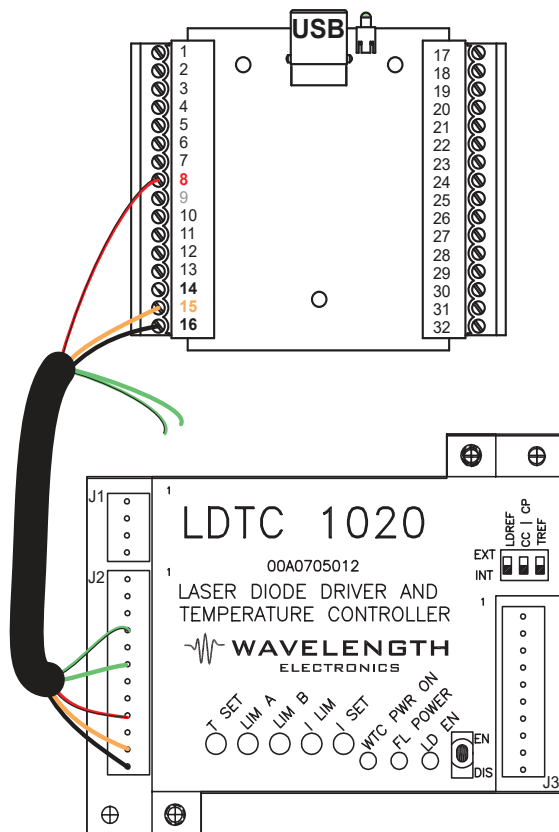 USB
1
2
3
4
5
6
7
8
9
10
11
12
13
14
15
16
17
18
19
20
21
22
23
24
25
26
27
28
29
30
31
32
J1
1
J2
1
LDTC 1020
00A0705012
LASER DIODE DRIVER AND
TEMPERATURE CONTROLLER
WAVELENGTH
ELECTRONICS
LDREF
CC | CP
TREF
EXT
INT
1
T SET
LIM A
LIM B
I LIM
I SET
WTC PWR ON
FL POWER
LD EN
EN
DIS
J3